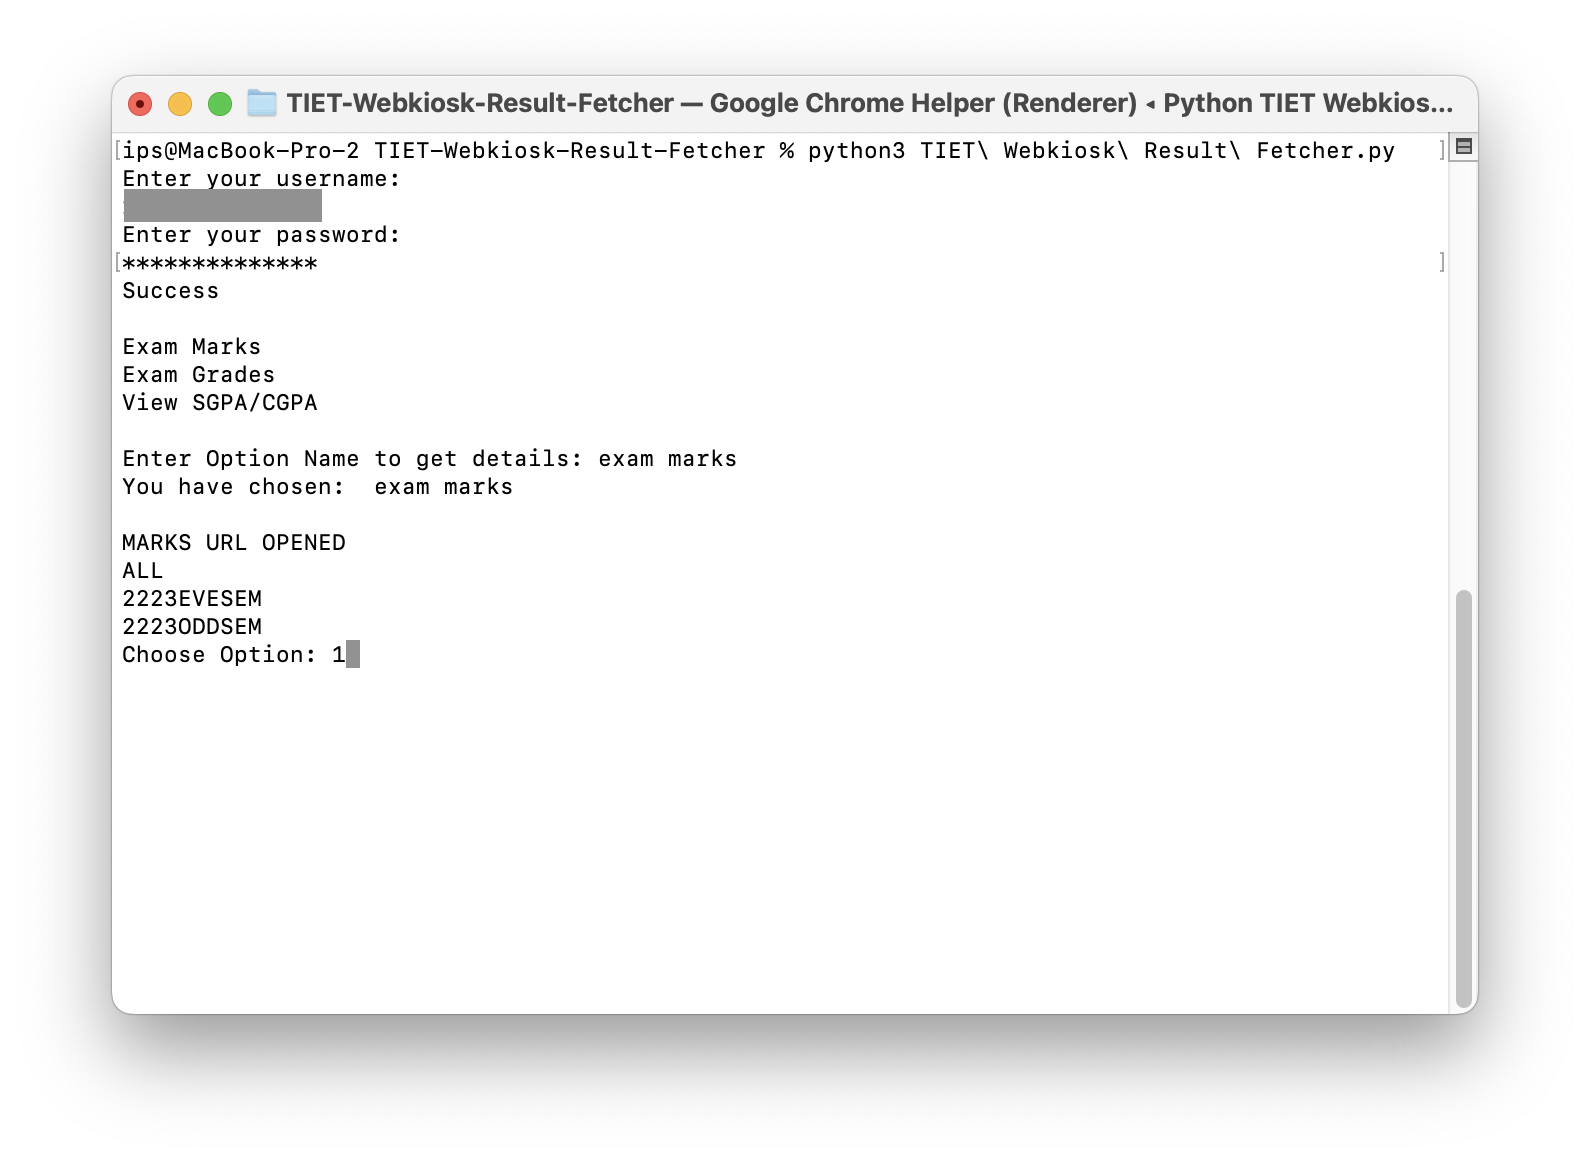 TIET-Webkiosk-Result-Fetcher — Google Chrome Helper (Renderer) ◂ Python TIET Webkios...
[ips@MacBook-Pro-2 TIET-Webkiosk-Result-Fetcher % python3 TIET\ Webkiosk\ Result\ Fetcher.py ]
Enter your username:
Enter your password:
[************** ]
Success
Exam Marks
Exam Grades
View SGPA/CGPA
Enter Option Name to get details: exam marks
You have chosen:  exam marks
MARKS URL OPENED
ALL
2223EVESEM
2223ODDSEM
Choose Option: 1